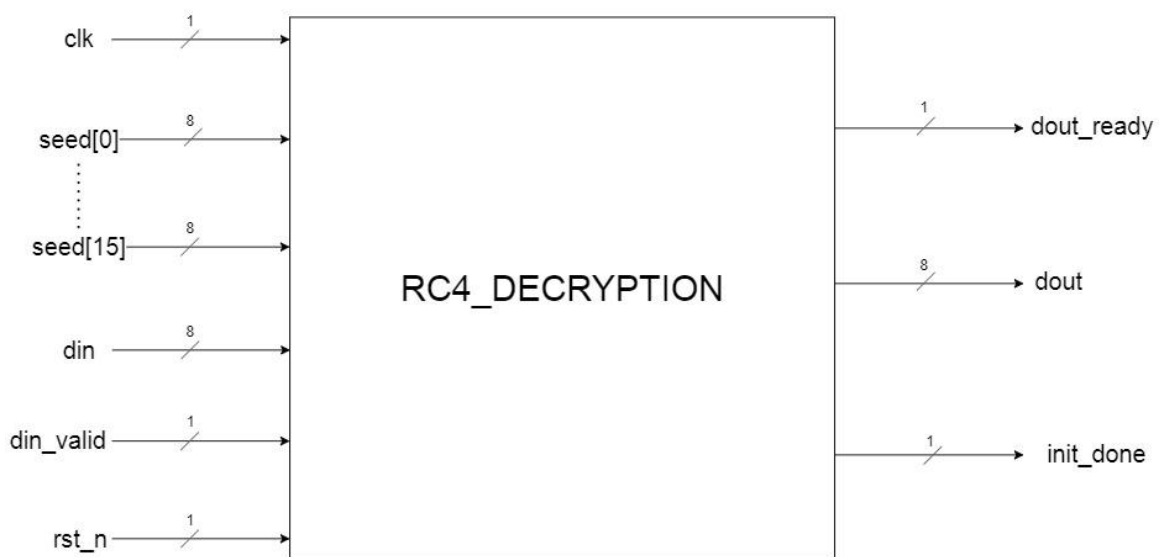 clk
1
seed[0]
8
seed[15]
8
din
8
din_valid
1
rst_n
1
RC4_DECRYPTION
1
dout_ready
8
dout
1
init_done